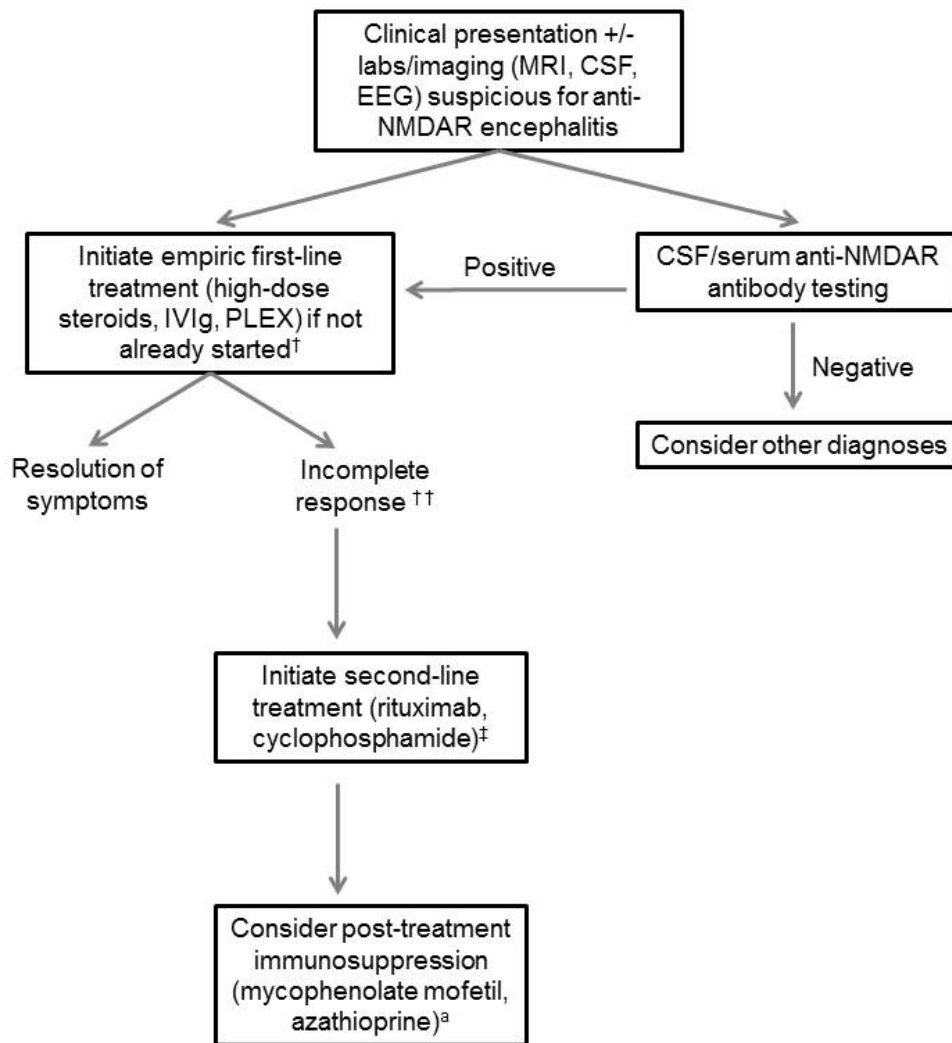 Clinical presentation +/-
labs/imaging (MRI, CSF,
EEG) suspicious for anti-
NMDAR encephalitis
Initiate empiric first-line
treatment (high-dose
steroids, IVIg, PLEX) if not
already started†
Positive
CSF/serum anti-NMDAR
antibody testing
Negative
Consider other diagnoses
Resolution of
symptoms
Incomplete
response ††
Initiate second-line
treatment (rituximab,
cyclophosphamide)‡
Consider post-treatment
immunosuppression
(mycophenolate mofetil,
azathioprine)ᵃ